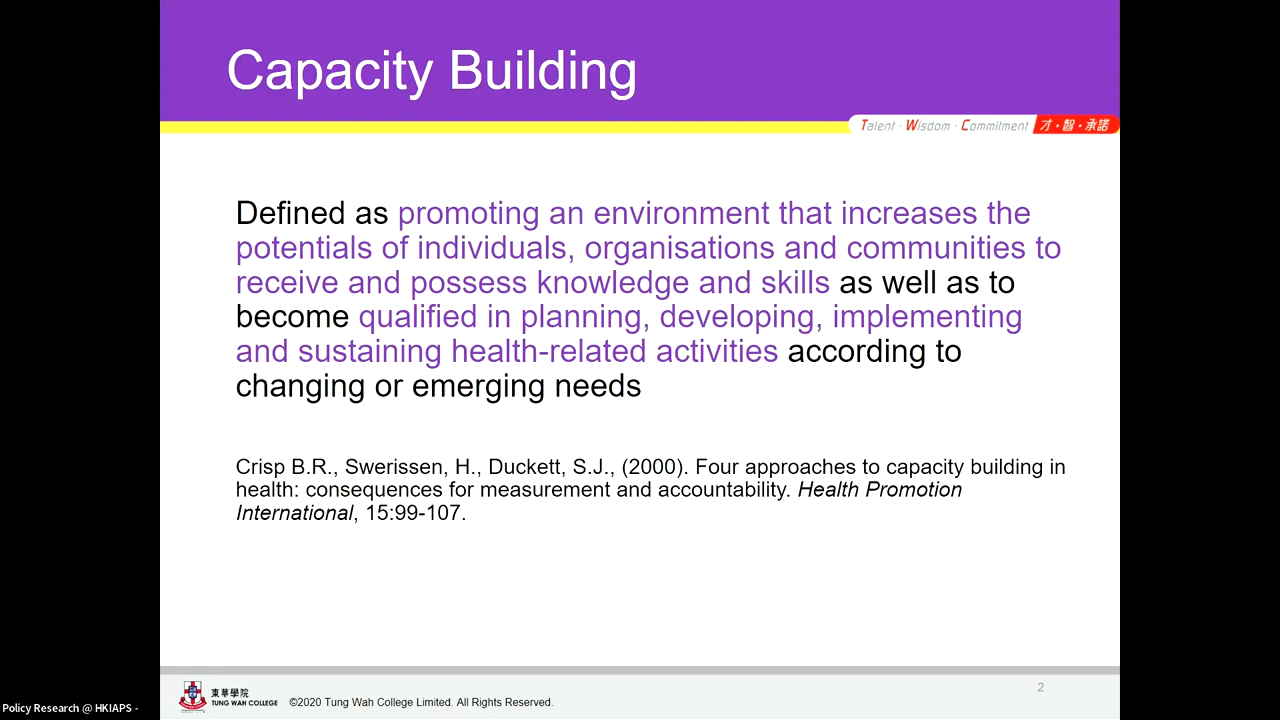 Capacity Building
Talent · Wisdom · Commitment 才・智・承諾
Defined as promoting an environment that increases the
potentials of individuals, organisations and communities to
receive and possess knowledge and skills as well as to
become qualified in planning, developing, implementing
and sustaining health-related activities according to
changing or emerging needs
Crisp B.R., Swerissen, H., Duckett, S.J., (2000). Four approaches to capacity building in
health: consequences for measurement and accountability. Health Promotion
International, 15:99-107.
東華學院
TUNG WAH COLLEGE
©2020 Tung Wah College Limited. All Rights Reserved.
2
Policy Research @ HKIAPS -